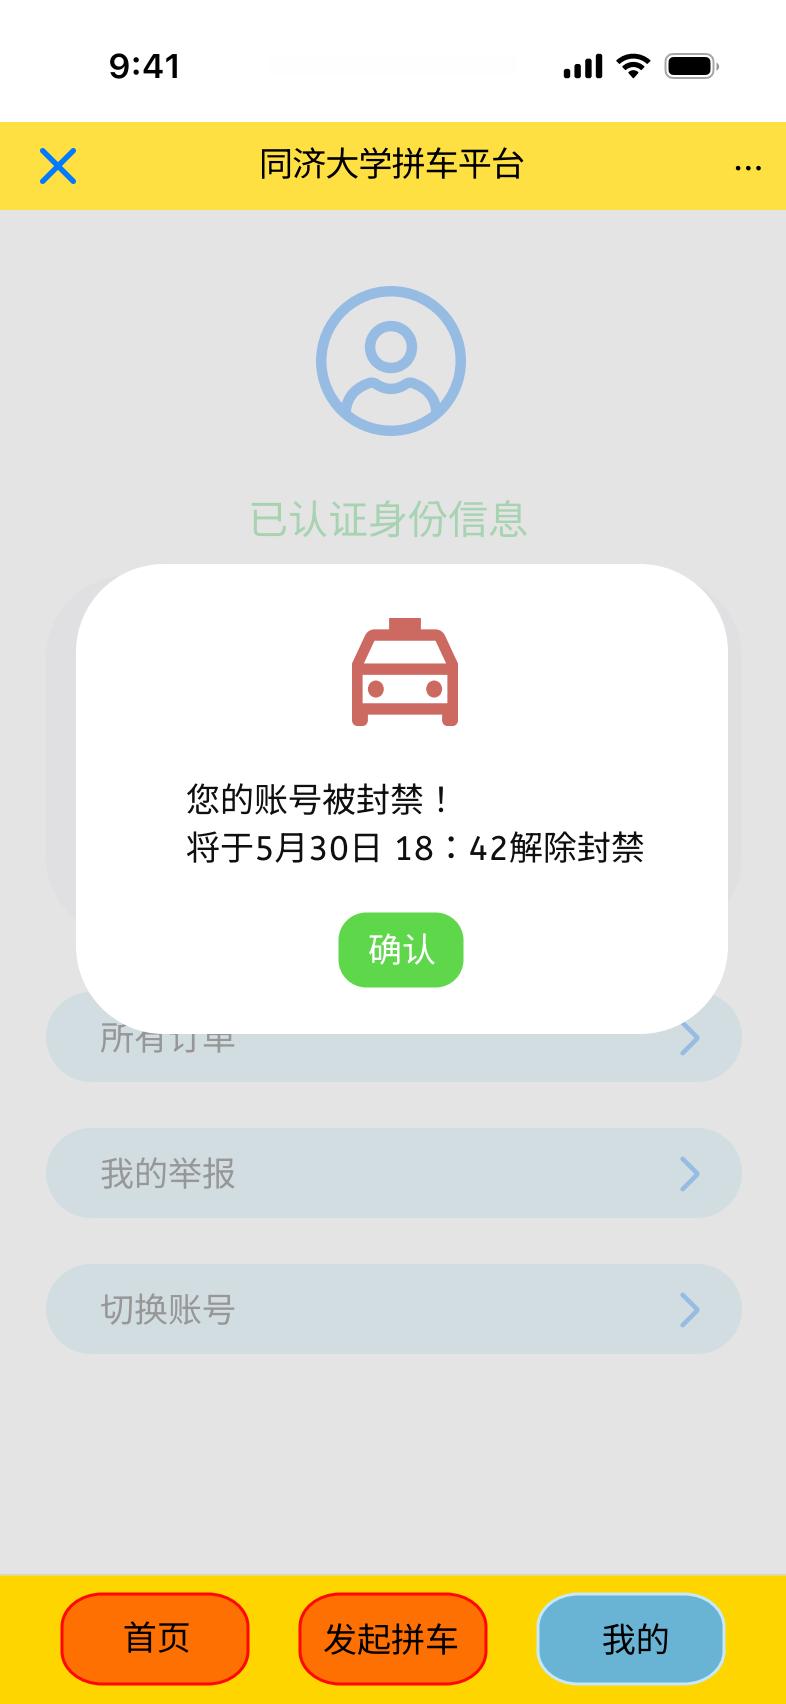 9:41
同济大学拼车平台
...
已认证身份信息
您的账号被封禁！
将于5月30日 18：42解除封禁
确认
所有订单
我的举报
切换账号
首页
发起拼车
我的